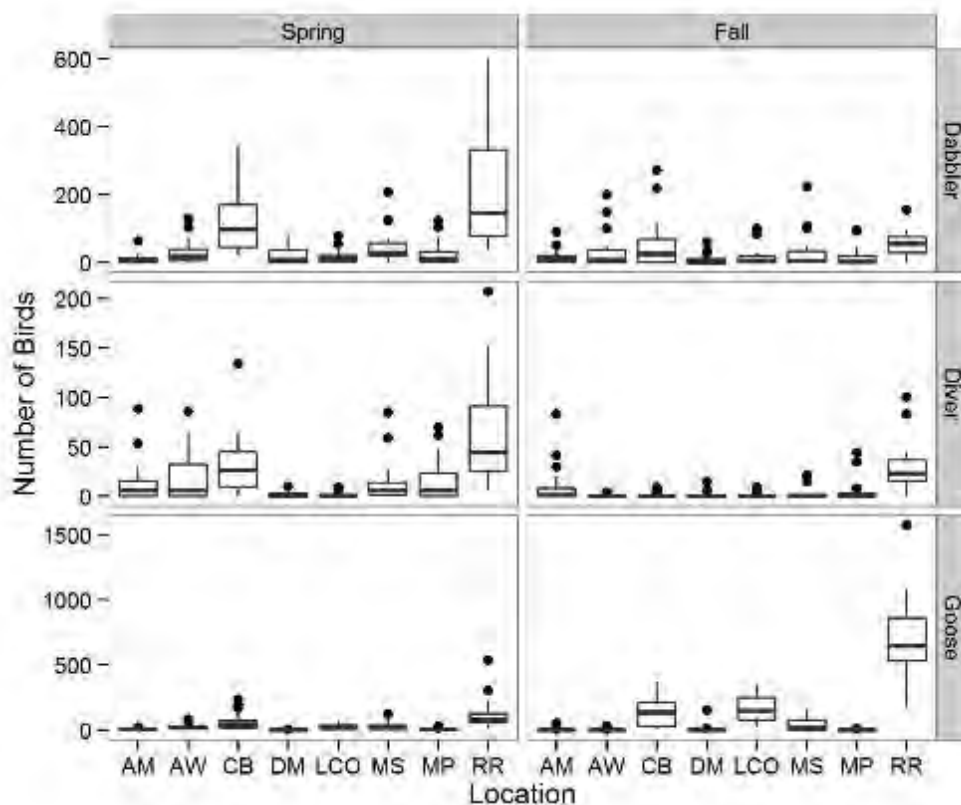 Spring Fall
600
400
200
0
Dabbler
200
150
100
50
0
Diver
1500
1000
500
0
Goose
Number of Birds
AM AW CB DM LCO MS MP RR AM AW CB DM LCO MS MP RR
Location